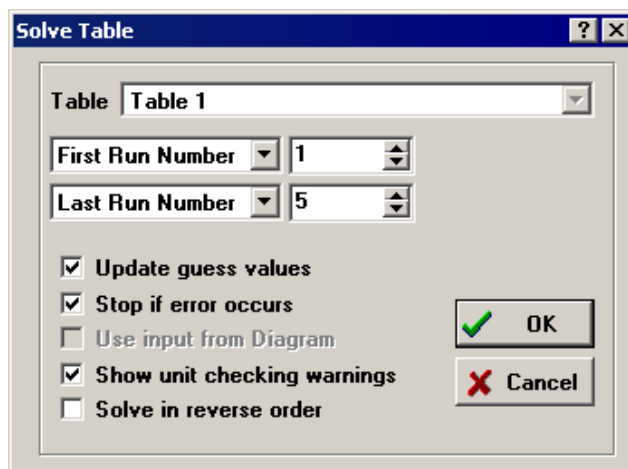 Solve Table
Table Table 1
First Run Number 1
Last Run Number 5
Update guess values
Stop if error occurs
Use input from Diagram
Show unit checking warnings
Solve in reverse order
OK
Cancel